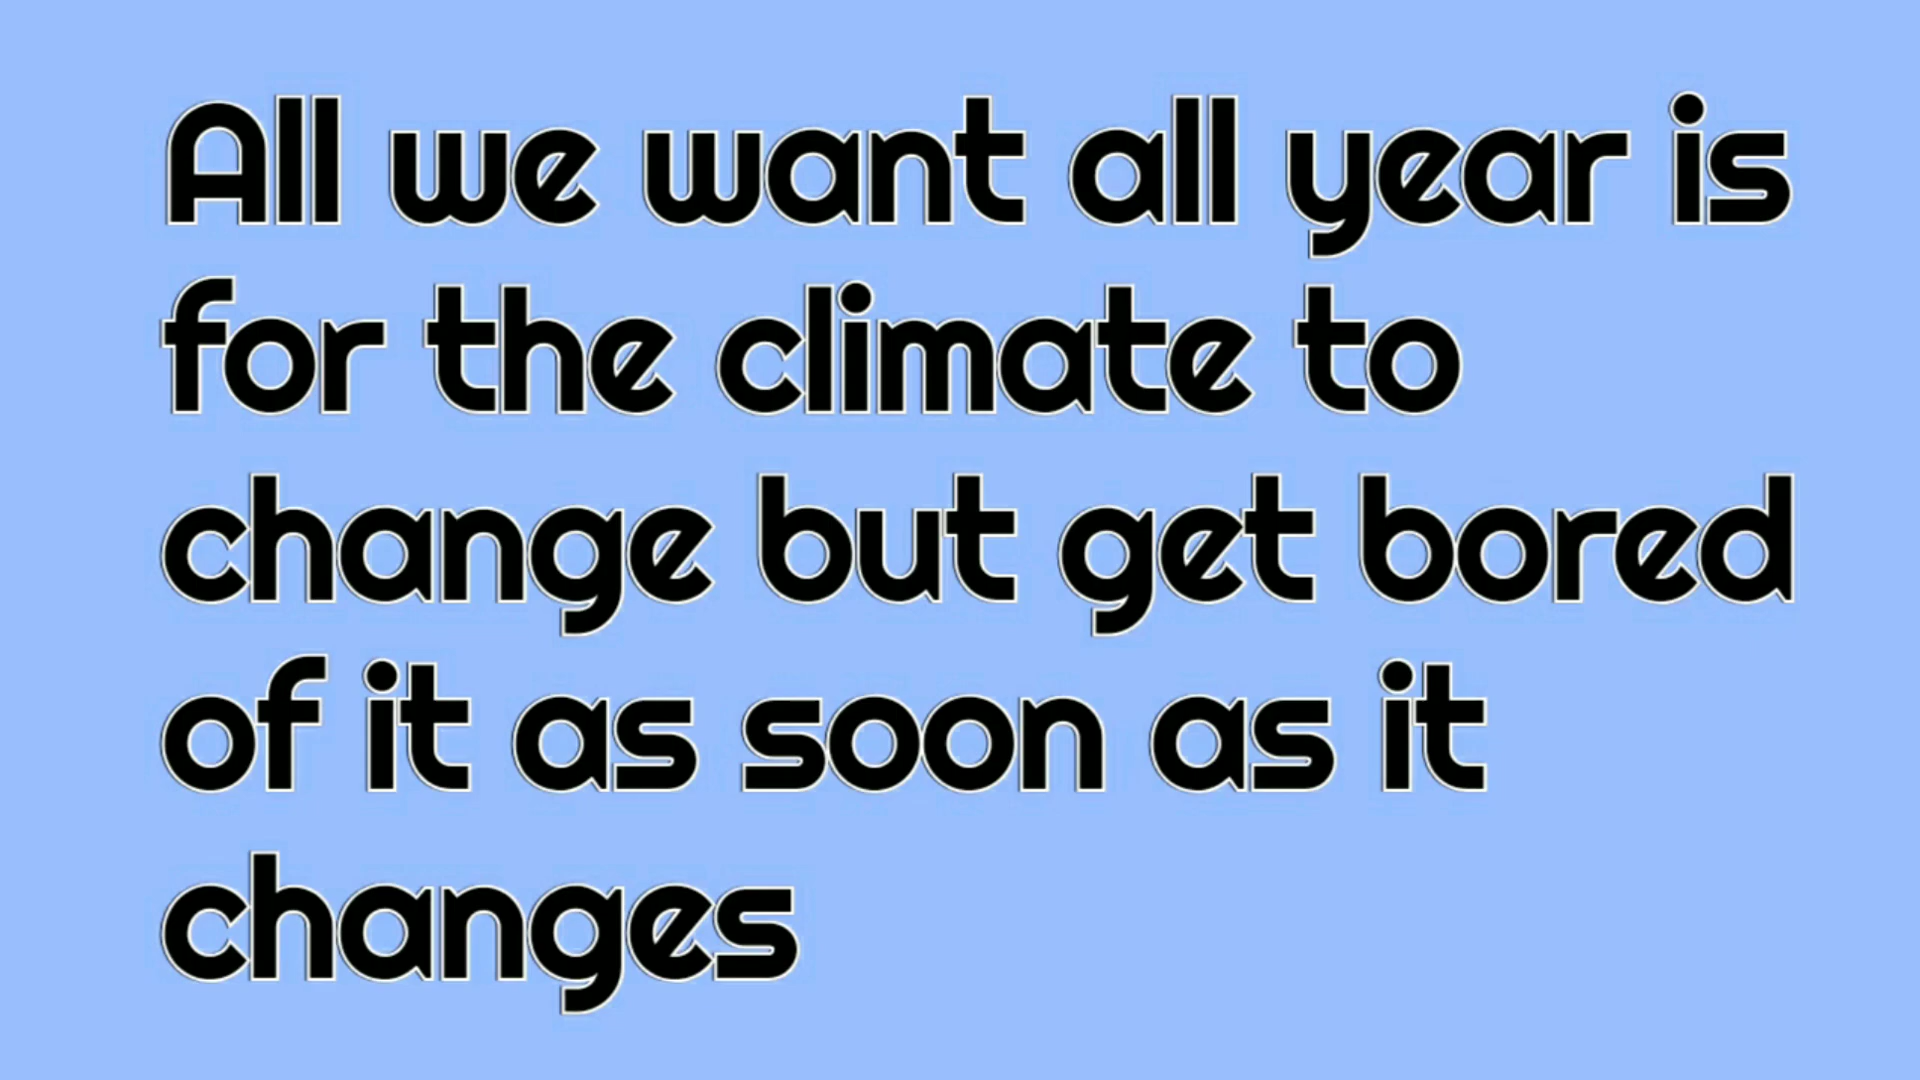 All we want all year is
for the climate to
change but get bored
of it as soon as it
changes